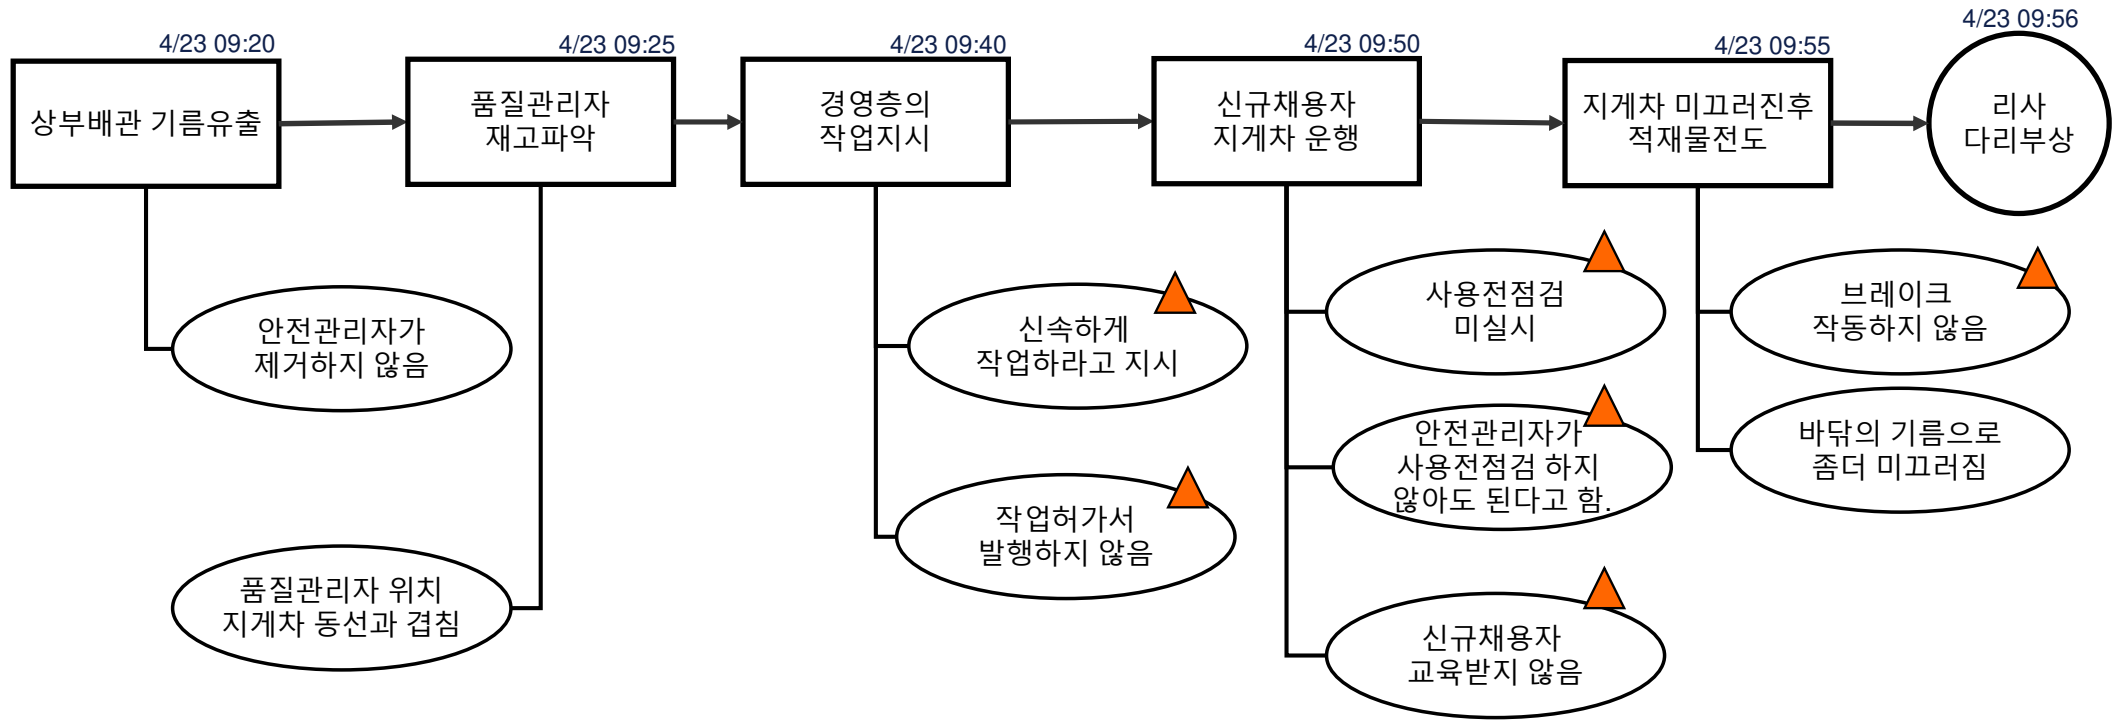 4/23 09:20
상부배관 기름유출
안전관리자가
제거하지 않음
4/23 09:25
품질관리자
재고파악
품질관리자 위치
지게차 동선과 겹침
4/23 09:40
경영층의
작업지시
신속하게
작업하라고 지시
작업허가서
발행하지 않음
4/23 09:50
신규채용자
지게차 운행
사용전점검
미실시
안전관리자가
사용전점검 하지
않아도 된다고 함.
신규채용자
교육받지 않음
4/23 09:55
지게차 미끄러진후
적재물전도
브레이크
작동하지 않음
바닦의 기름으로
좀더 미끄러짐
4/23 09:56
리사
다리부상